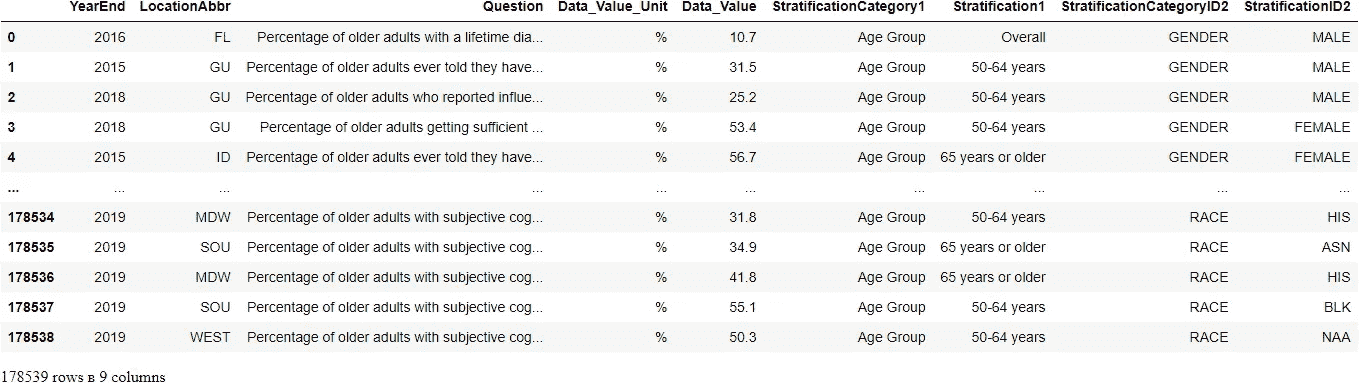 YearEnd LocationAbbr Question Data_Value_Unit Data_Value StratificationCategory1 Stratification1 StratificationCategoryID2 StratificationID2
0 2016 FL Percentage of older adults with a lifetime dia... % 10.7 Age Group Overall GENDER MALE
1 2015 GU Percentage of older adults ever told they have... % 31.5 Age Group 50-64 years GENDER MALE
2 2018 GU Percentage of older adults who reported influe... % 25.2 Age Group 50-64 years GENDER MALE
3 2018 GU Percentage of older adults getting sufficient ... % 53.4 Age Group 50-64 years GENDER FEMALE
4 2015 ID Percentage of older adults ever told they have... % 56.7 Age Group 65 years or older GENDER FEMALE
... ... ... ... ... ... ... ... ... ...
178534 2019 MDW Percentage of older adults with subjective cog... % 31.8 Age Group 50-64 years RACE HIS
178535 2019 SOU Percentage of older adults with subjective cog... % 34.9 Age Group 65 years or older RACE ASN
178536 2019 MDW Percentage of older adults with subjective cog... % 41.8 Age Group 65 years or older RACE HIS
178537 2019 SOU Percentage of older adults with subjective cog... % 55.1 Age Group 50-64 years RACE BLK
178538 2019 WEST Percentage of older adults with subjective cog... % 50.3 Age Group 50-64 years RACE NAA
178539 rows в 9 columns